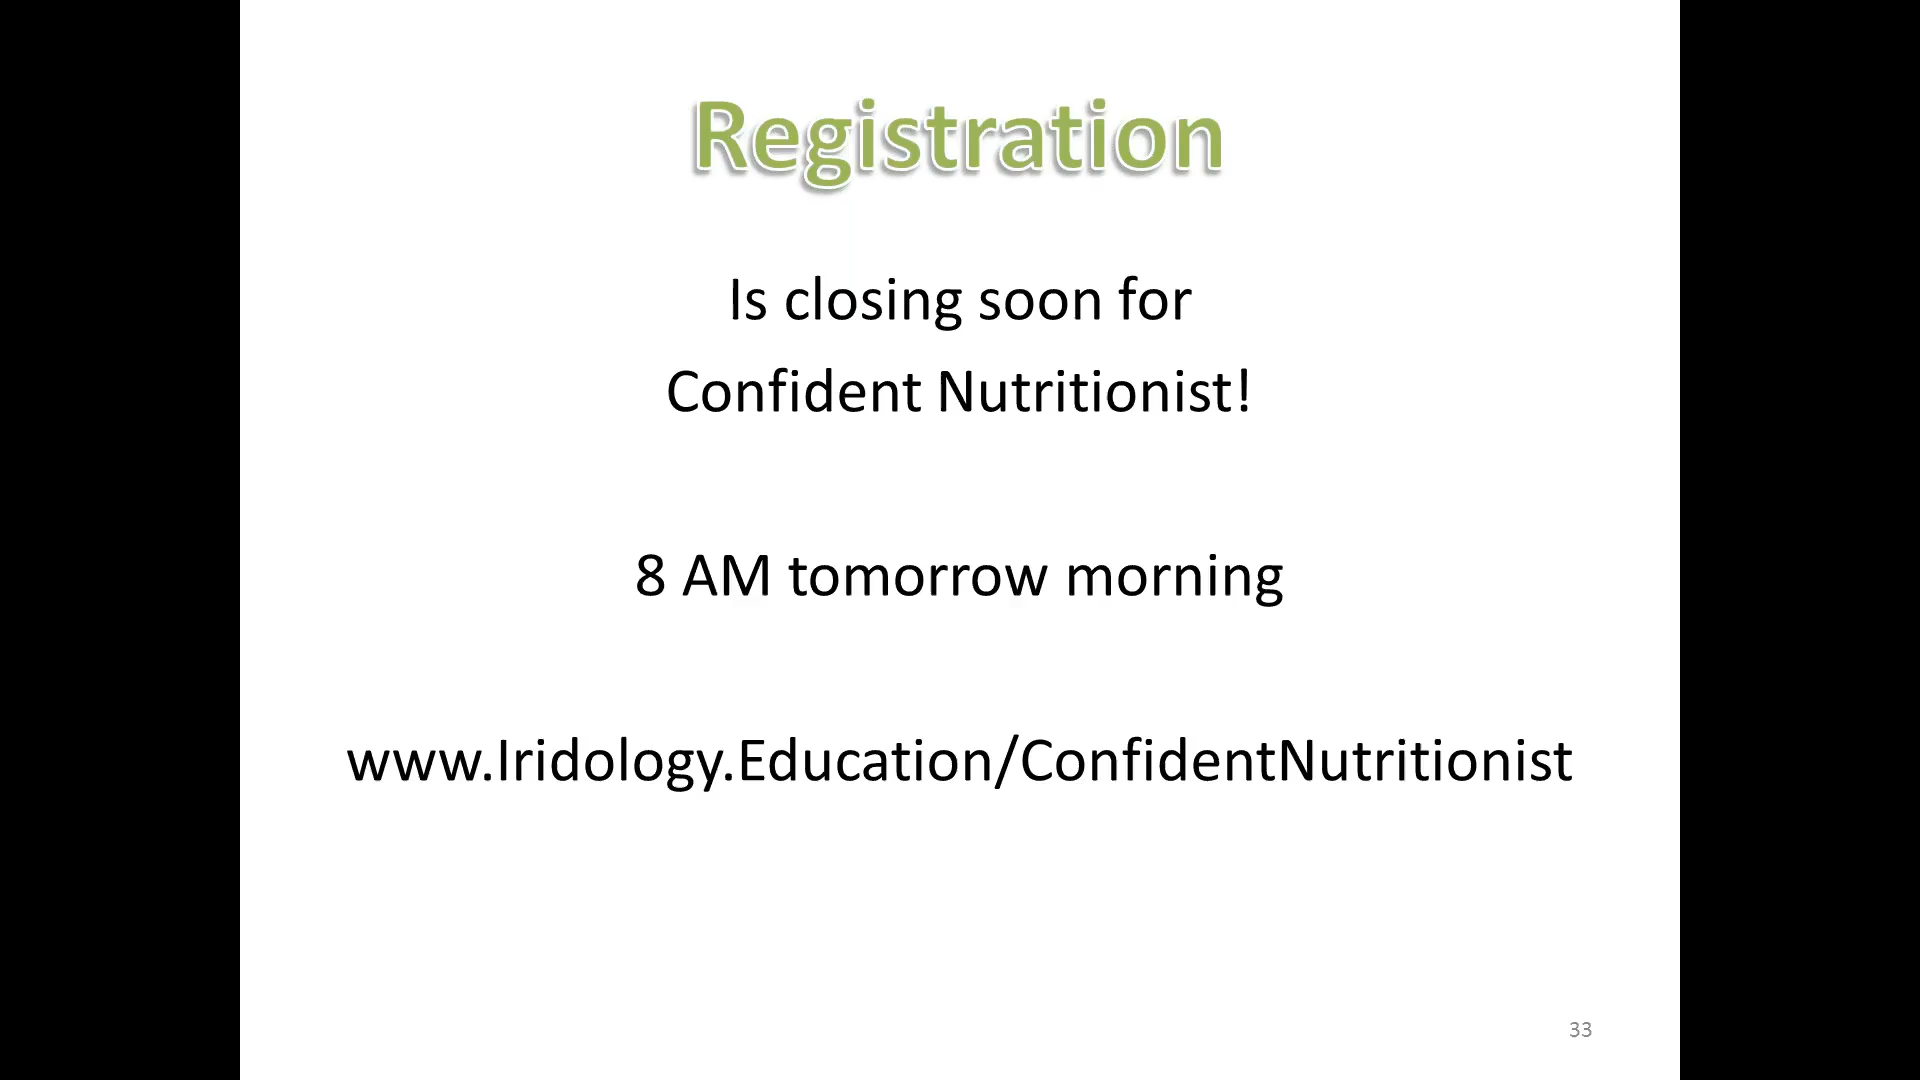 Registration
Is closing soon for
Confident Nutritionist!
8 AM tomorrow morning
www.Iridology.Education/ConfidentNutritionist
33